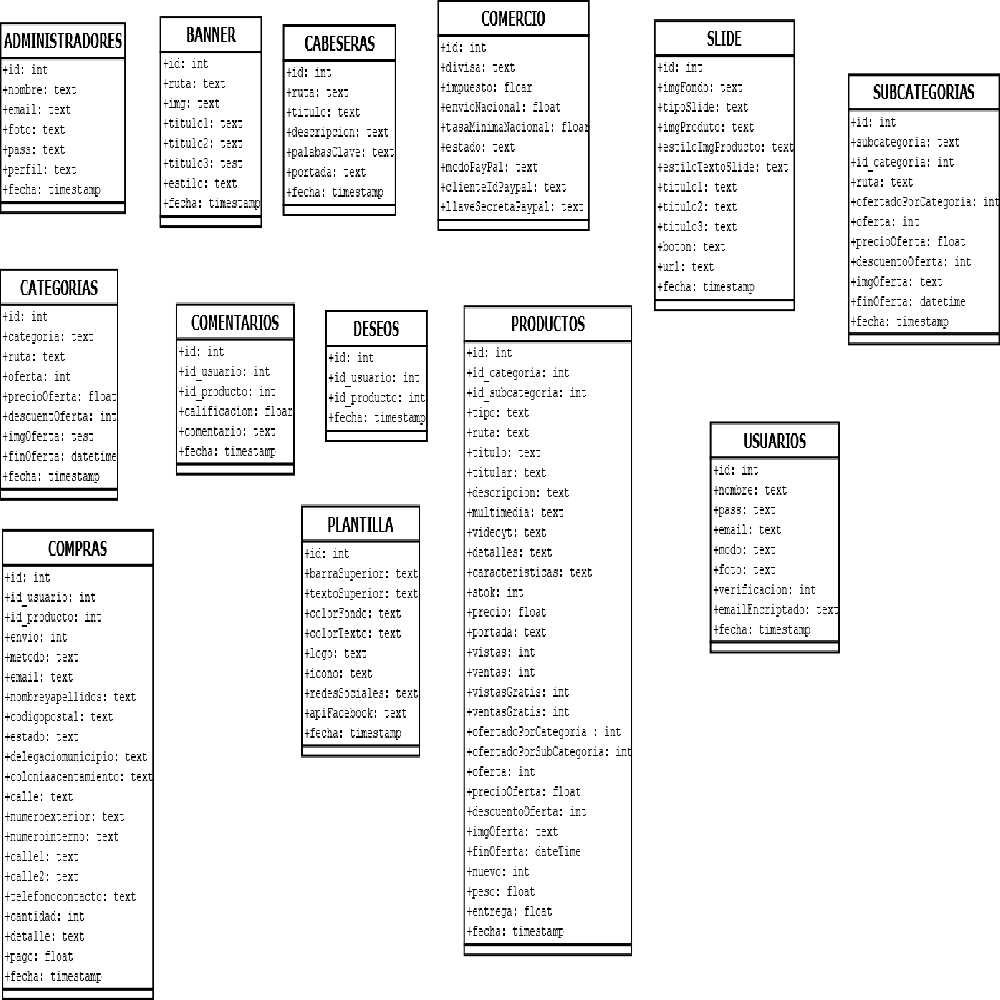 ADMINISTRADORES
+id: int
+nombre: text
+email: text
+foto: text
+pass: text
+perfil: text
+fecha: timestamp
BANNER
+id: int
+ruta: text
+img: text
+titulo1: text
+titulo2: text
+titulo3: test
+estilo: text
+fecha: timestamp
CABESERAS
+id: int
+ruta: text
+titulo: text
+descripcion: text
+palabasClave: text
+portada: text
+fecha: timestamp
COMERCIO
+id: int
+divisa: text
+impuesto: floar
+envioNacional: float
+tasaMinimaNacional: floar
+estado: text
+modoPayPal: text
+clienteIdPaypal: text
+llaveSecretaPaypal: text
SLIDE
+id: int
+imgFondo: text
+tipoSlide: text
+imgProduto: text
+estiloImgProducto: text
+estiloTextoSlide: text
+titulo1: text
+titulo2: text
+titulo3: text
+boton: text
+url: text
+fecha: timestamp
SUBCATEGORIAS
+id: int
+subcategoria: text
+id_categoria: int
+ruta: text
+ofertadoPorCategoria: int
+oferta: int
+precioOferta: float
+descuentoOferta: int
+imgOferta: text
+finOferta: datetime
+fecha: timestamp
CATEGORIAS
+id: int
+categoria: text
+ruta: text
+oferta: int
+precioOferta: float
+descuentOferta: int
+imgOferta: test
+finOferta: datetime
+fecha: timestamp
COMENTARIOS
+id: int
+id_usuario: int
+id_producto: int
+calificacion: floar
+comentario: text
+fecha: timestamp
DESEOS
+id: int
+id_usuario: int
+id_producto: int
+fecha: timestamp
PRODUCTOS
+id: int
+id_categoria: int
+id_subcategoria: int
+tipo: text
+ruta: text
+titulo: text
+titular: text
+descripcion: text
+multimedia: text
+videoyt: text
+detalles: text
+caracteristicas: text
+stok: int
+precio: float
+portada: text
+vistas: int
+ventas: int
+vistasGratis: int
+ventasGratis: int
+ofertadoPorCategoria : int
+ofertadoPorSubCategoria: int
+oferta: int
+precioOferta: float
+descuentoOferta: int
+imgOferta: text
+finOferta: dateTime
+nuevo: int
+peso: float
+entrega: float
+fecha: timestamp
USUARIOS
+id: int
+nombre: text
+pass: text
+email: text
+modo: text
+foto: text
+verificacion: int
+emailEncriptado: text
+fecha: timestamp
COMPRAS
+id: int
+id_usuario: int
+id_producto: int
+envio: int
+metodo: text
+email: text
+nombreyapellidos: text
+codigopostal: text
+estado: text
+delegaciomunicipio: text
+coloniaacentamiento: text
+calle: text
+numeroexterior: text
+numerointerno: text
+calle1: text
+calle2: text
+telefonocontacto: text
+cantidad: int
+detalle: text
+pago: float
+fecha: timestamp
PLANTILLA
+id: int
+barraSuperior: text
+textoSuperior: text
+colorFondo: text
+colorTexto: text
+logo: text
+icono: text
+redesSociales: text
+apiFacebook: text
+fecha: timestamp